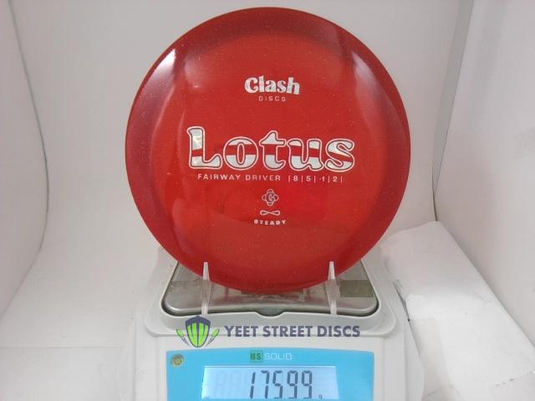 Clash
DISCS
Lotus
FAIRWAY DRIVER |8|5|-1|2|
STEADY
YEET STREET DISCS
US SOLID
175.99 g